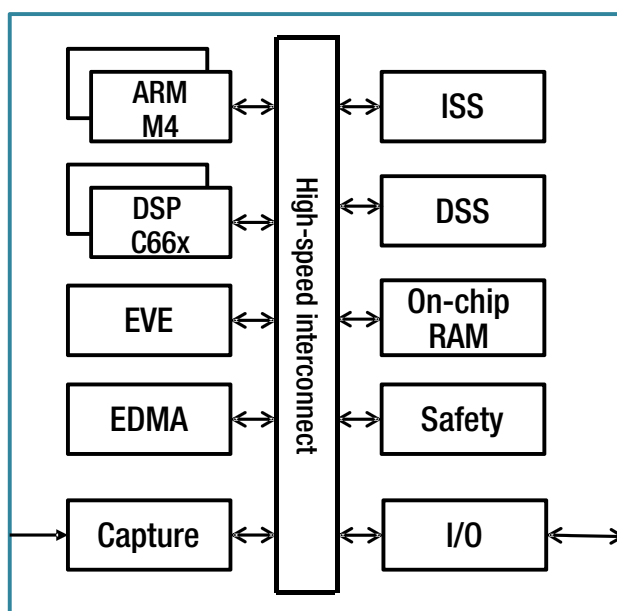 ARM
M4
DSP
C66x
EVE
EDMA
Capture
High-speed interconnect
ISS
DSS
On-chip
RAM
Safety
I/O